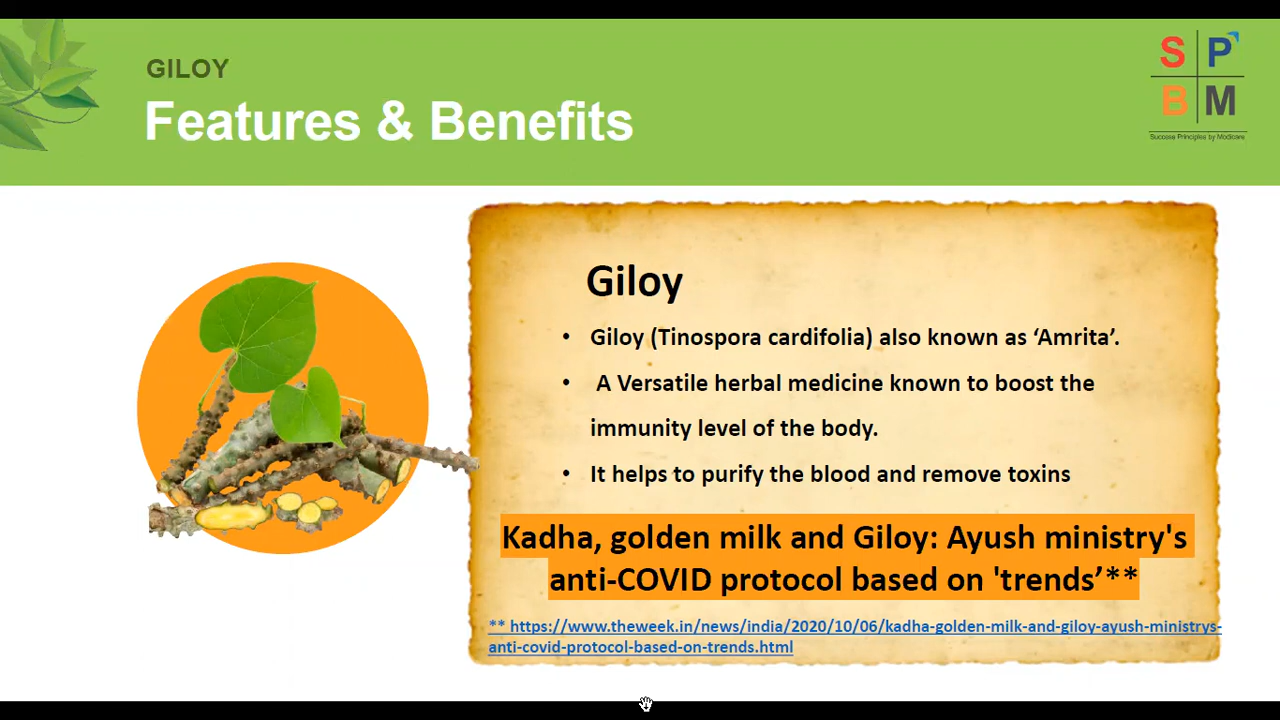 GILOY
Features & Benefits
S P
B M
Success Principles by Modicare
Giloy
• Giloy (Tinospora cardifolia) also known as ‘Amrita’.
• A Versatile herbal medicine known to boost the
immunity level of the body.
• It helps to purify the blood and remove toxins
Kadha, golden milk and Giloy: Ayush ministry's
anti-COVID protocol based on 'trends’**
** https://www.theweek.in/news/india/2020/10/06/kadha-golden-milk-and-giloy-ayush-ministrys-
anti-covid-protocol-based-on-trends.html